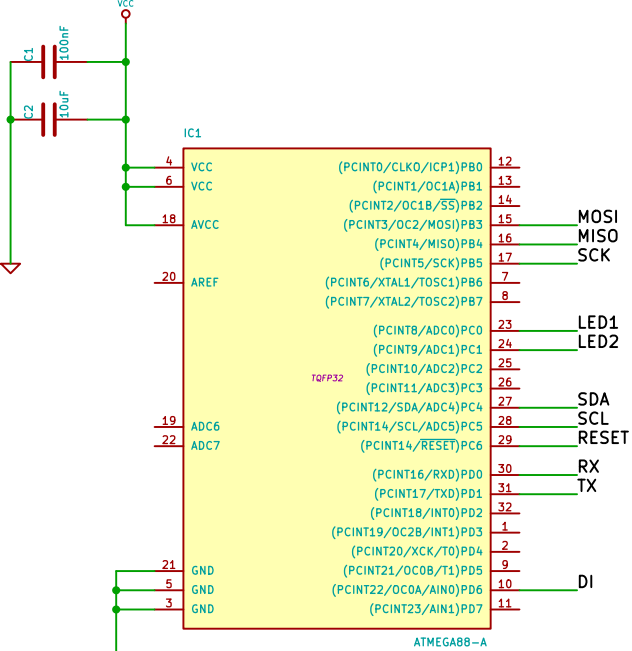 VCC
C1 100nF
C2 10uF
IC1
4 VCC (PCINT0/CLKO/ICP1)PB0 12
6 VCC (PCINT1/OC1A)PB1 13
(PCINT2/OC1B/SS)PB2 14
18 AVCC (PCINT3/OC2/MOSI)PB3 15 MOSI
(PCINT4/MISO)PB4 16 MISO
(PCINT5/SCK)PB5 17 SCK
20 AREF (PCINT6/XTAL1/TOSC1)PB6 7
(PCINT7/XTAL2/TOSC2)PB7 8
(PCINT8/ADC0)PC0 23 LED1
(PCINT9/ADC1)PC1 24 LED2
(PCINT10/ADC2)PC2 25
TQFP32
(PCINT11/ADC3)PC3 26
(PCINT12/SDA/ADC4)PC4 27 SDA
19 ADC6 (PCINT14/SCL/ADC5)PC5 28 SCL
22 ADC7 (PCINT14/RESET)PC6 29 RESET
(PCINT16/RXD)PD0 30 RX
(PCINT17/TXD)PD1 31 TX
(PCINT18/INT0)PD2 32
(PCINT19/OC2B/INT1)PD3 1
(PCINT20/XCK/T0)PD4 2
21 GND (PCINT21/OC0B/T1)PD5 9
5 GND (PCINT22/OC0A/AIN0)PD6 10 DI
3 GND (PCINT23/AIN1)PD7 11
ATMEGA88-A